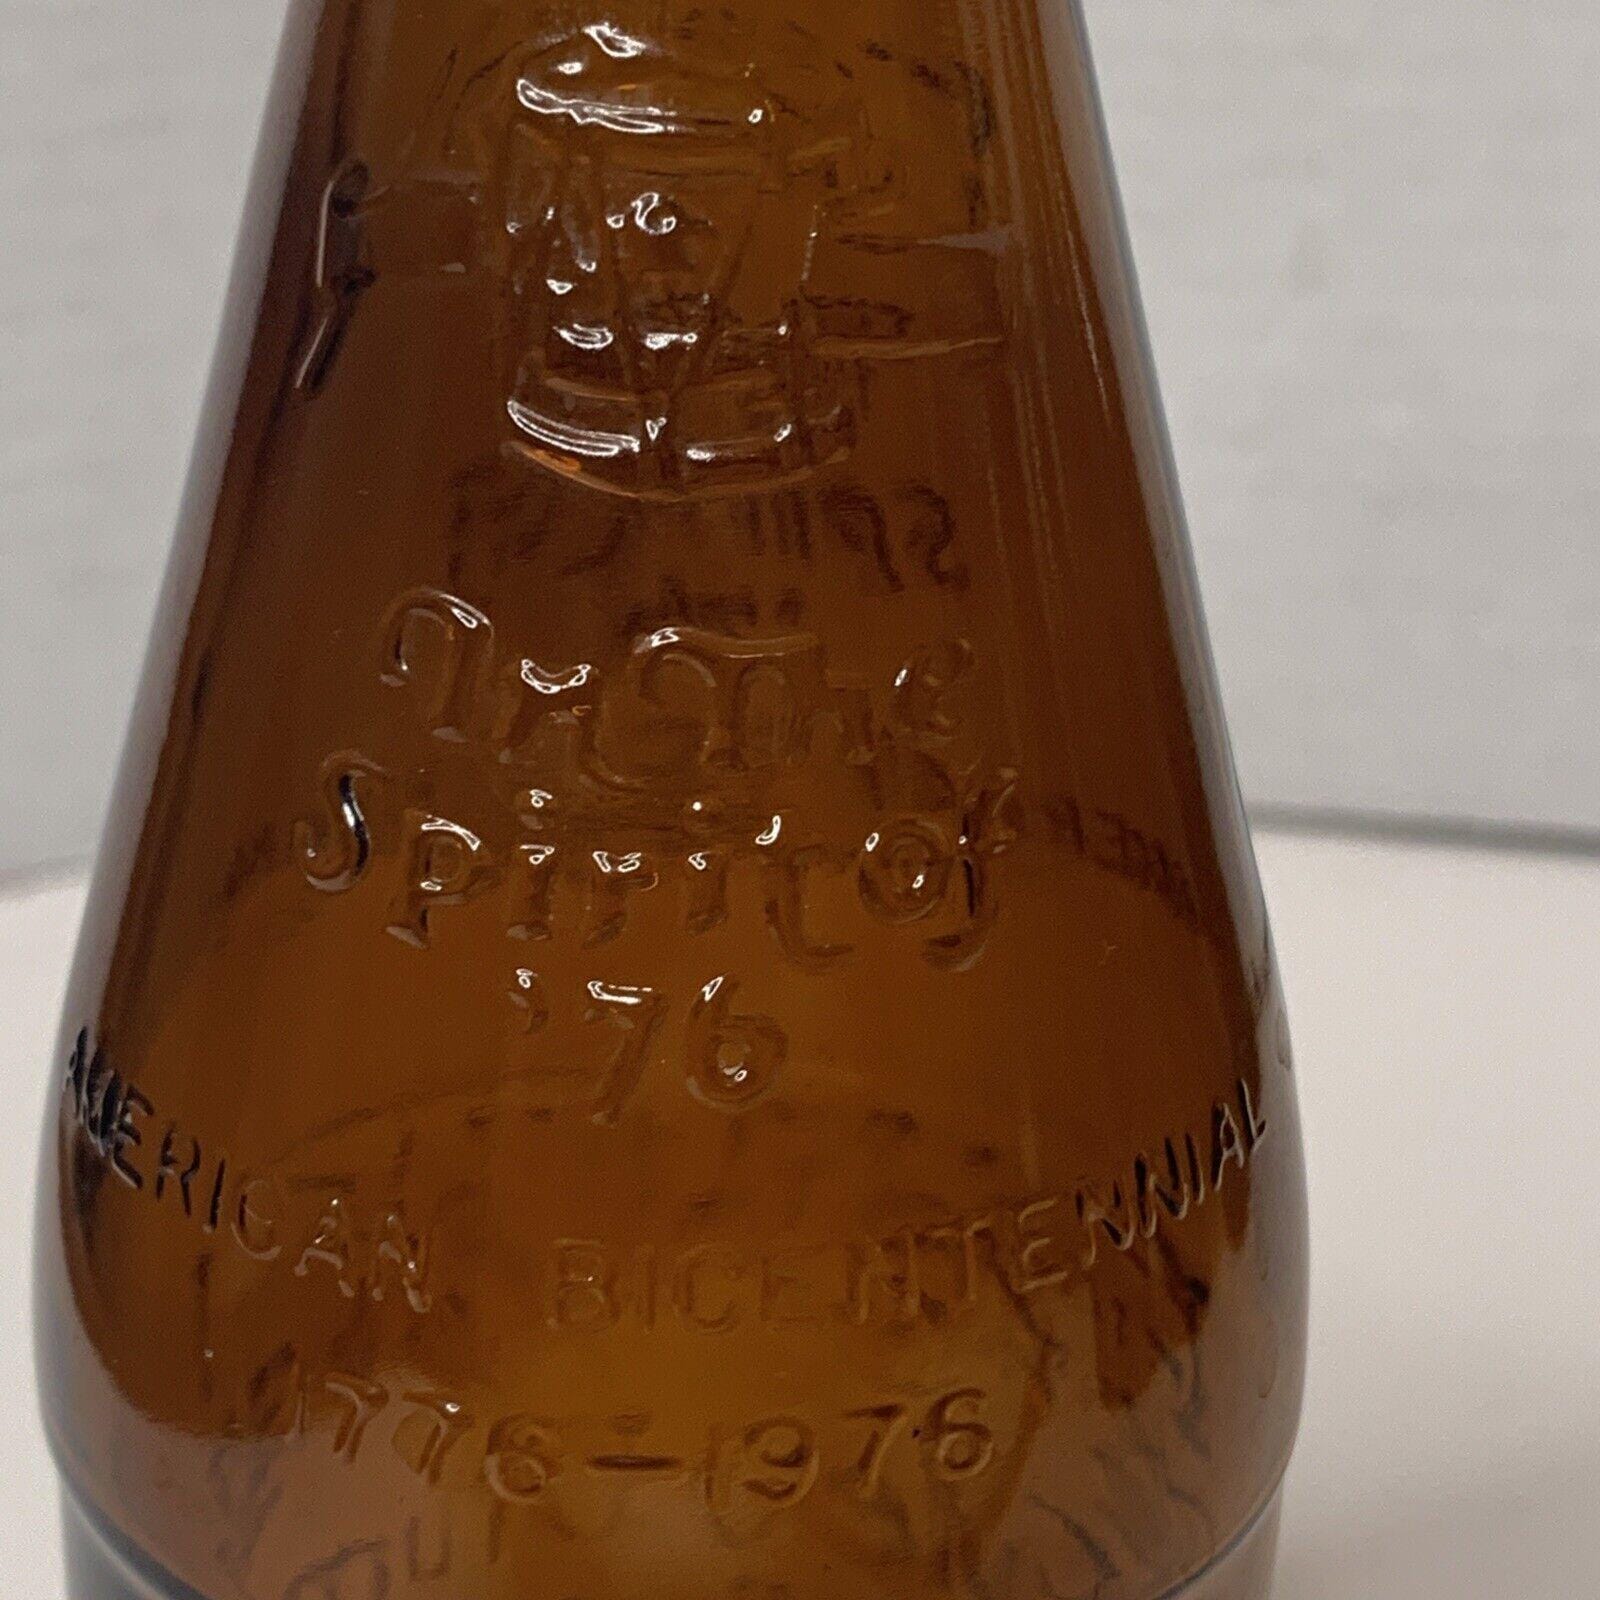 The
Spirit of
'76
AMERICAN BICENTENNIAL
1776-1976